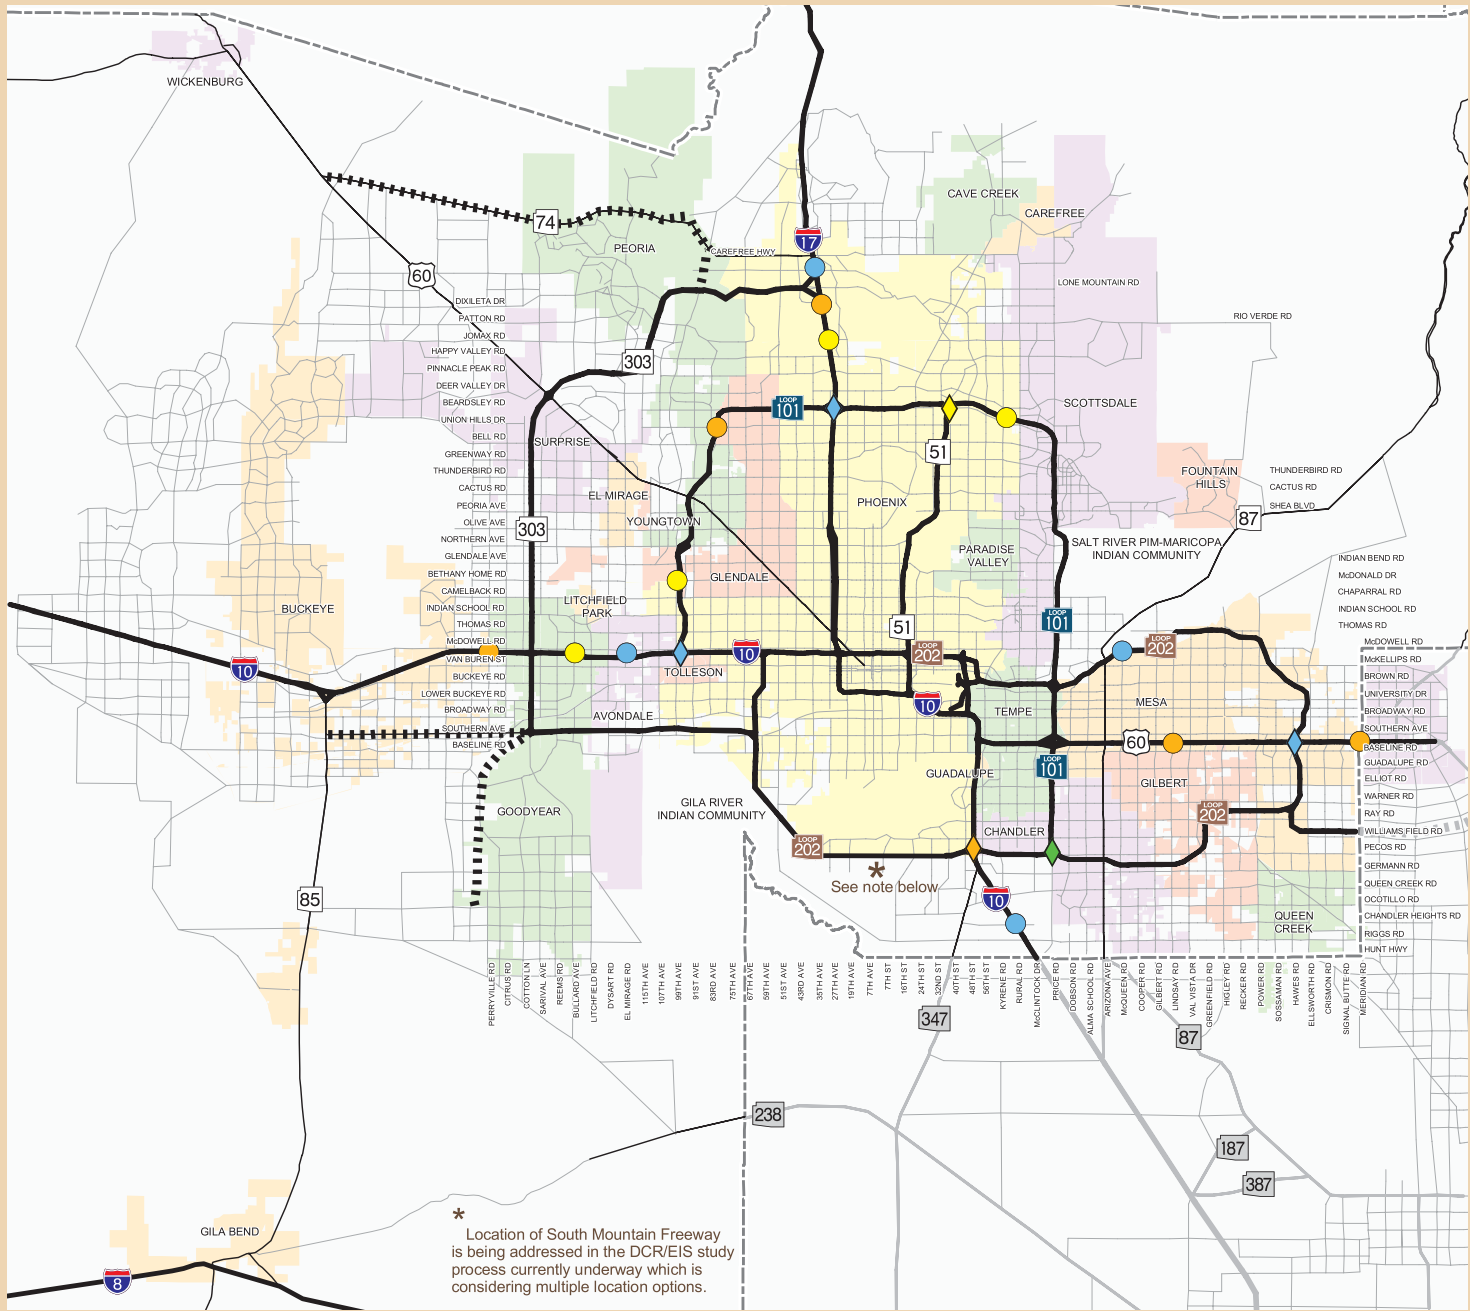 WICKENBURG
CAVE CREEK
CAREFREE
74
17
PEORIA
CAREFREE HWY
60
LONE MOUNTAIN RD
DIXILETA DR
PATTON RD
JOMAX RD
HAPPY VALLEY RD
PINNACLE PEAK RD
DEER VALLEY DR
BEARDSLEY RD
UNION HILLS DR
BELL RD
GREENWAY RD
THUNDERBIRD RD
CACTUS RD
PEORIA AVE
OLIVE AVE
NORTHERN AVE
GLENDALE AVE
BETHANY HOME RD
CAMELBACK RD
INDIAN SCHOOL RD
THOMAS RD
McDOWELL RD
VAN BUREN ST
BUCKEYE RD
LOWER BUCKEYE RD
BROADWAY RD
SOUTHERN AVE
BASELINE RD
RIO VERDE RD
303
LOOP
101
SCOTTSDALE
SURPRISE
51
FOUNTAIN
HILLS
THUNDERBIRD RD
CACTUS RD
SHEA BLVD
EL MIRAGE
PHOENIX
YOUNGTOWN
303
87
PARADISE
VALLEY
SALT RIVER PIM-MARICOPA
INDIAN COMMUNITY
GLENDALE
INDIAN BEND RD
McDONALD DR
CHAPARRAL RD
INDIAN SCHOOL RD
THOMAS RD
McDOWELL RD
McKELLIPS RD
BROWN RD
UNIVERSITY DR
BROADWAY RD
SOUTHERN AVE
BASELINE RD
GUADALUPE RD
ELLIOT RD
WARNER RD
RAY RD
WILLIAMS FIELD RD
PECOS RD
GERMANN RD
QUEEN CREEK RD
OCOTILLO RD
CHANDLER HEIGHTS RD
RIGGS RD
HUNT HWY
BUCKEYE
LITCHFIELD
PARK
LOOP
101
51
LOOP
202
LOOP
202
10
10
TOLLESON
10
AVONDALE
TEMPE
MESA
60
LOOP
101
GUADALUPE
GILBERT
GILA RIVER
INDIAN COMMUNITY
GOODYEAR
LOOP
202
CHANDLER
LOOP
202
*
See note below
85
10
QUEEN
CREEK
PERRYVILLE RD
CITRUS RD
COTTON LN
SARIVAL AVE
REEMS RD
BULLARD AVE
LITCHFIELD RD
DYSART RD
EL MIRAGE RD
115TH AVE
107TH AVE
99TH AVE
91ST AVE
83RD AVE
75TH AVE
67TH AVE
59TH AVE
51ST AVE
43RD AVE
35TH AVE
27TH AVE
19TH AVE
7TH AVE
7TH ST
16TH ST
24TH ST
32ND ST
40TH ST
48TH ST
56TH ST
KYRENE RD
RURAL RD
McCLINTOCK DR
PRICE RD
DOBSON RD
ALMA SCHOOL RD
ARIZONA AVE
McQUEEN RD
COOPER RD
GILBERT RD
LINDSAY RD
VAL VISTA DR
GREENFIELD RD
HIGLEY RD
RECKER RD
POWER RD
SOSSAMAN RD
HAWES RD
ELLSWORTH RD
CRISMON RD
SIGNAL BUTTE RD
MERIDIAN RD
347
87
238
187
387
GILA BEND
8
*
Location of South Mountain Freeway
is being addressed in the DCR/EIS study
process currently underway which is
considering multiple location options.